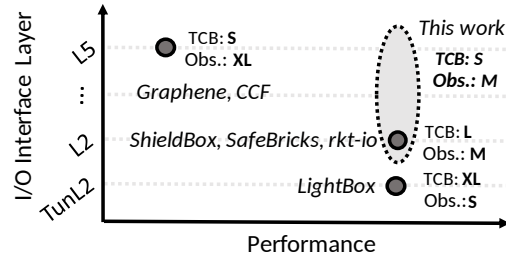 This work
L5
TCB: S
Obs.: XL
TCB: S
Obs.: M
...
Graphene, CCF
L2
ShieldBox, SafeBricks, rkt-io
TCB: L
Obs.: M
TunL2
LightBox
TCB: XL
Obs.:S
I/O Interface Layer
Performance